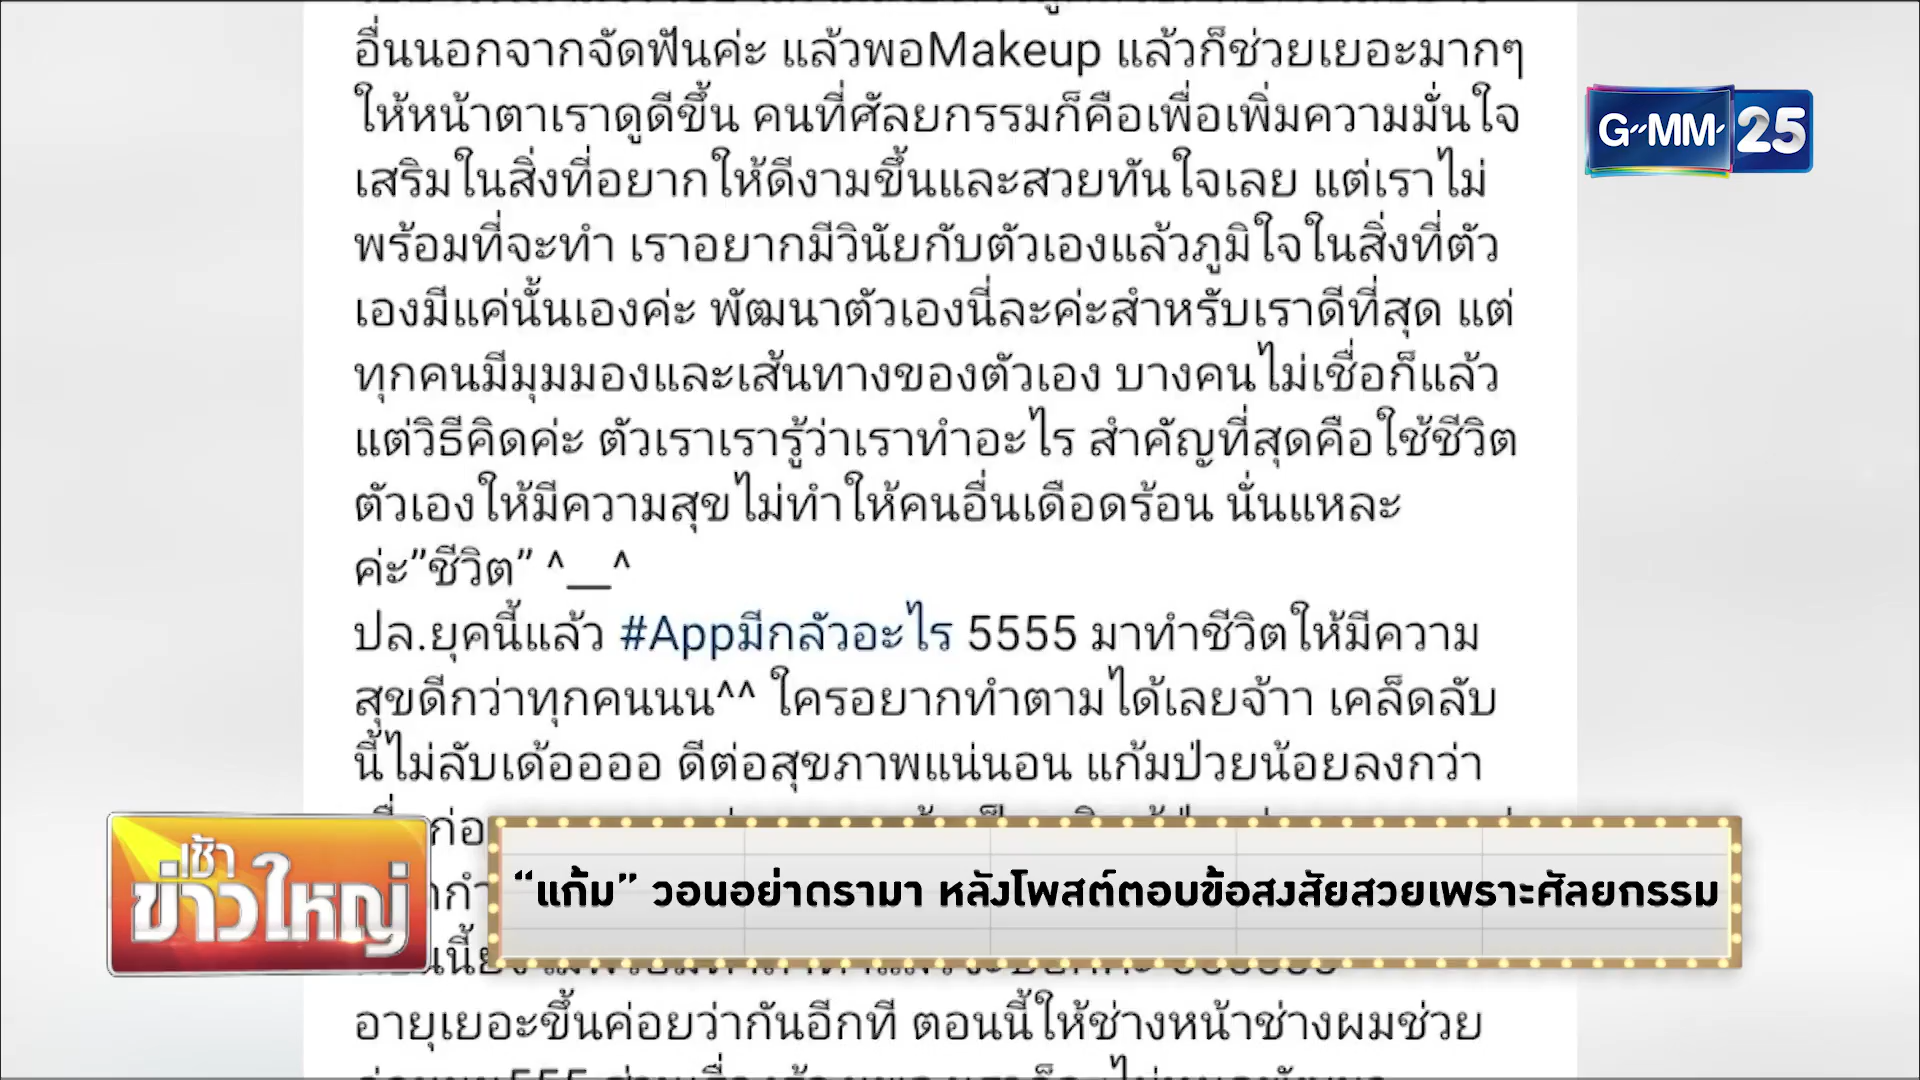 อื่นนอกจากจัดฟันค่ะ แล้วพอMakeup แล้วก็ช่วยเยอะมากๆ
ให้หน้าตาเราดูดีขึ้น คนที่ศัลยกรรมก็คือเพื่อเพิ่มความมั่นใจ
เสริมในสิ่งที่อยากให้ดีงามขึ้นและสวยทันใจเลย แต่เราไม่
พร้อมที่จะทำ เราอยากมีวินัยกับตัวเองแล้วภูมิใจในสิ่งที่ตัว
เองมีแค่นั้นเองค่ะ พัฒนาตัวเองนี่ละค่ะสำหรับเราดีที่สุด แต่
ทุกคนมีมุมมองและเส้นทางของตัวเอง บางคนไม่เชื่อก็แล้ว
แต่วิธีคิดค่ะ ตัวเราเรารู้ว่าเราทำอะไร สำคัญที่สุดคือใช้ชีวิต
ตัวเองให้มีความสุขไม่ทำให้คนอื่นเดือดร้อน นั่นแหละ
ค่ะ"ชีวิต" ^__^
ปล.ยุคนี้แล้ว #Appมีกลัวอะไร 5555 มาทำชีวิตให้มีความ
สุขดีกว่าทุกคนนน^^ ใครอยากทำตามได้เลยจ้าา เคล็ดลับ
นี้ไม่ลับเด้ออออ ดีต่อสุขภาพแน่นอน แก้มป่วยน้อยลงกว่า
อายุเยอะขึ้นค่อยว่ากันอีกที ตอนนี้ให้ช่างหน้าช่างผมช่วย
GMM 25
เช้า
ข่าวใหญ่
“แก้ม” วอนอย่าดรามา หลังโพสต์ตอบข้อสงสัยสวยเพราะศัลยกรรม